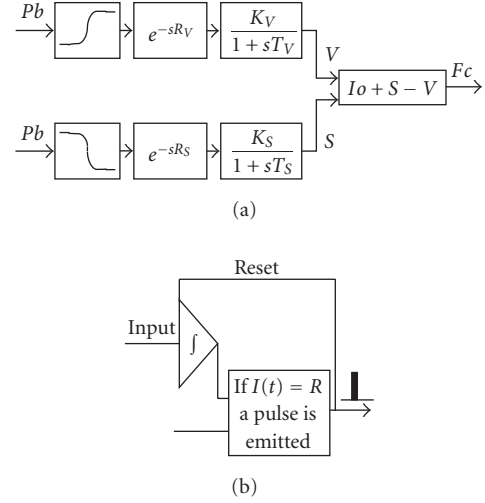 Pb
e^{-sR_V}
K_V
1 + sT_V
V
Io + S − V
Fc
Pb
e^{-sR_S}
K_S
1 + sT_S
S
(a)
Reset
Input
∫
If I(t) = R
a pulse is
emitted
(b)